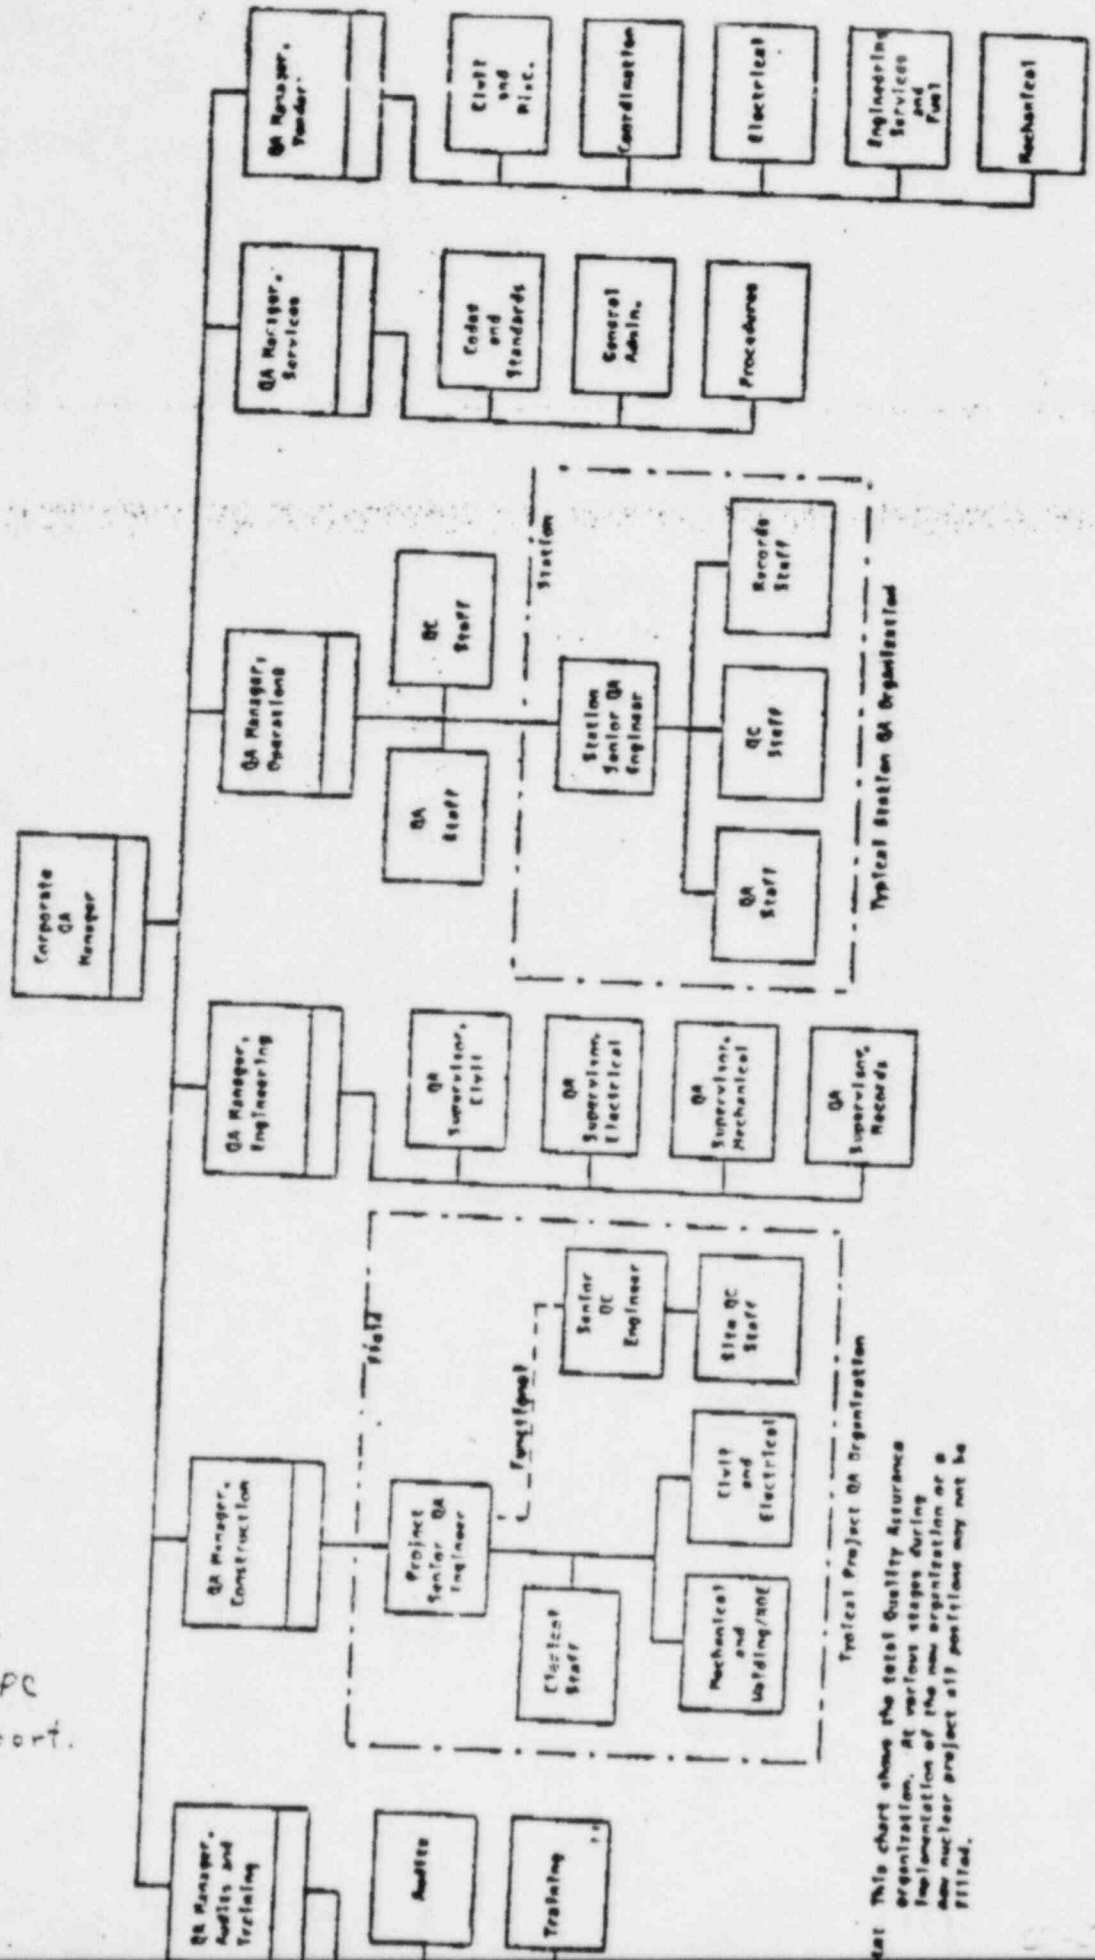 Corporate
QA
Manager
QA Manager,
Audits and
Training
Audits
Training
QA Manager,
Construction
Field
Project
Senior QA
Engineer
Functional
Senior
QC
Engineer
Site QC
Staff
Clerical
Staff
Mechanical
and
Welding/NDE
Civil
and
Electrical
Typical Project QA Organization
QA Manager,
Engineering
QA
Supervisor,
Civil
QA
Supervisor,
Electrical
QA
Supervisor,
Mechanical
QA
Supervisor,
Records
QA Manager,
Operations
QA
Staff
QC
Staff
Station
Station
Senior QA
Engineer
QA
Staff
QC
Staff
Records
Staff
Typical Station QA Organization
QA Manager,
Services
Codes
and
Standards
General
Admin.
Procedures
QA Manager,
Vendor
Civil
and
Misc.
Coordination
Electrical
Engineering
Services
and
Fuel
Mechanical
This chart shows the total Quality Assurance
organization. At various stages during
implementation of the new organization or a
new nuclear project all positions may not be
filled.